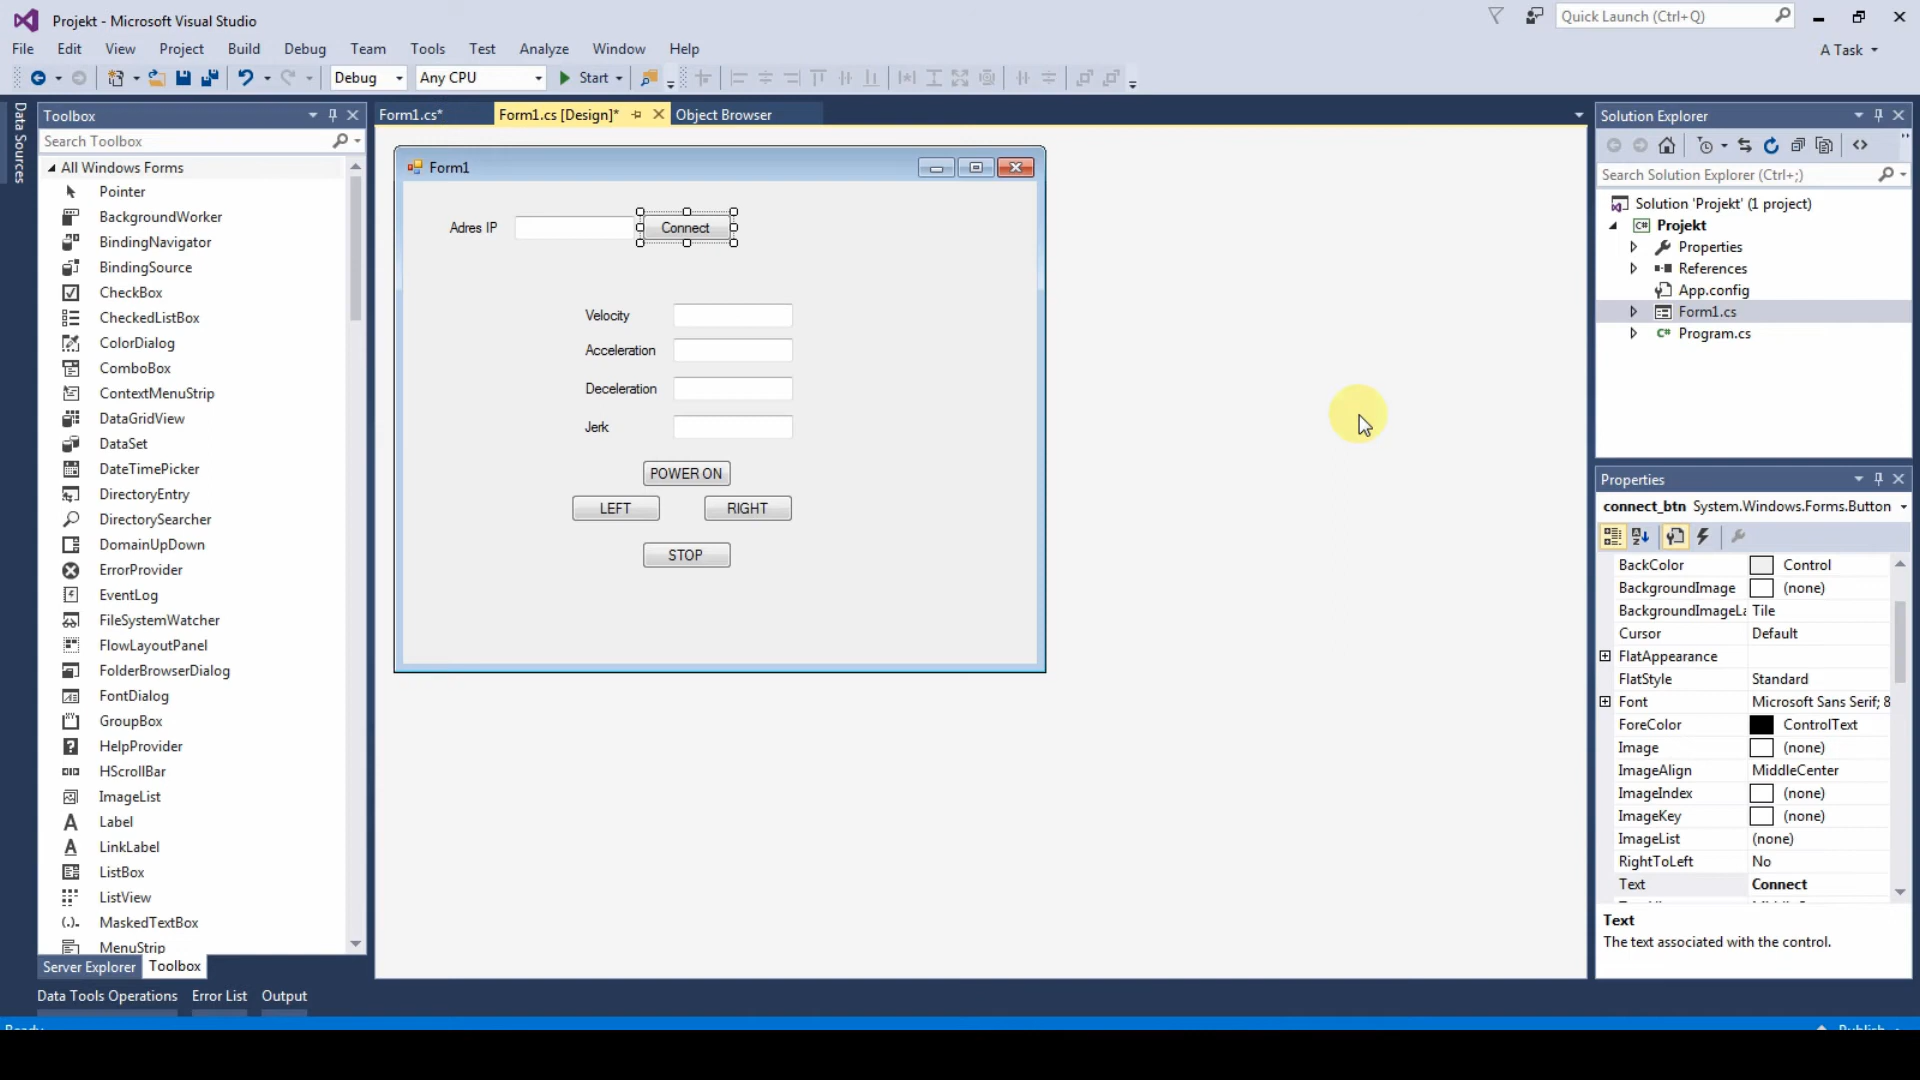 Projekt - Microsoft Visual Studio
Quick Launch (Ctrl+Q)
File Edit View Project Build Debug Team Tools Test Analyze Window Help
A Task
Debug Any CPU Start
Data Sources
Toolbox
Search Toolbox
All Windows Forms
Pointer
BackgroundWorker
BindingNavigator
BindingSource
CheckBox
CheckedListBox
ColorDialog
ComboBox
ContextMenuStrip
DataGridView
DataSet
DateTimePicker
DirectoryEntry
DirectorySearcher
DomainUpDown
ErrorProvider
EventLog
FileSystemWatcher
FlowLayoutPanel
FolderBrowserDialog
FontDialog
GroupBox
HelpProvider
HScrollBar
ImageList
Label
LinkLabel
ListBox
ListView
MaskedTextBox
MenuStrip
Server Explorer Toolbox
Data Tools Operations Error List Output
Form1.cs* Form1.cs [Design]* Object Browser
Form1
Adres IP Connect
Velocity
Acceleration
Deceleration
Jerk
POWER ON
LEFT RIGHT
STOP
Solution Explorer
Search Solution Explorer (Ctrl+;)
Solution 'Projekt' (1 project)
Projekt
Properties
References
App.config
Form1.cs
Program.cs
Properties
connect_btn System.Windows.Forms.Button
BackColor Control
BackgroundImage (none)
BackgroundImageLa Tile
Cursor Default
FlatAppearance
FlatStyle Standard
Font Microsoft Sans Serif; 8
ForeColor ControlText
Image (none)
ImageAlign MiddleCenter
ImageIndex (none)
ImageKey (none)
ImageList (none)
RightToLeft No
Text Connect
Text
The text associated with the control.